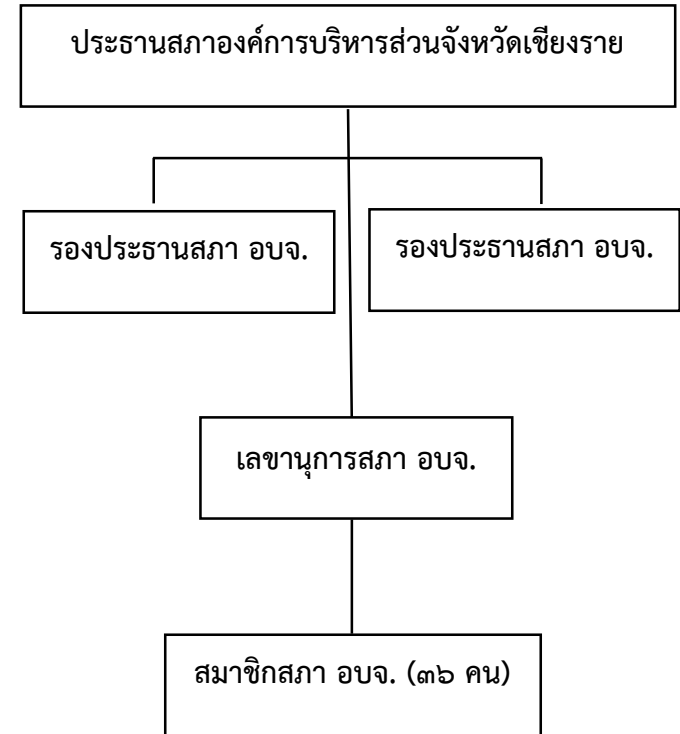 ประธานสภาองค์การบริหารส่วนจังหวัดเชียงราย
รองประธานสภา อบจ.
รองประธานสภา อบจ.
เลขานุการสภา อบจ.
สมาชิกสภา อบจ. (๓๖ คน)